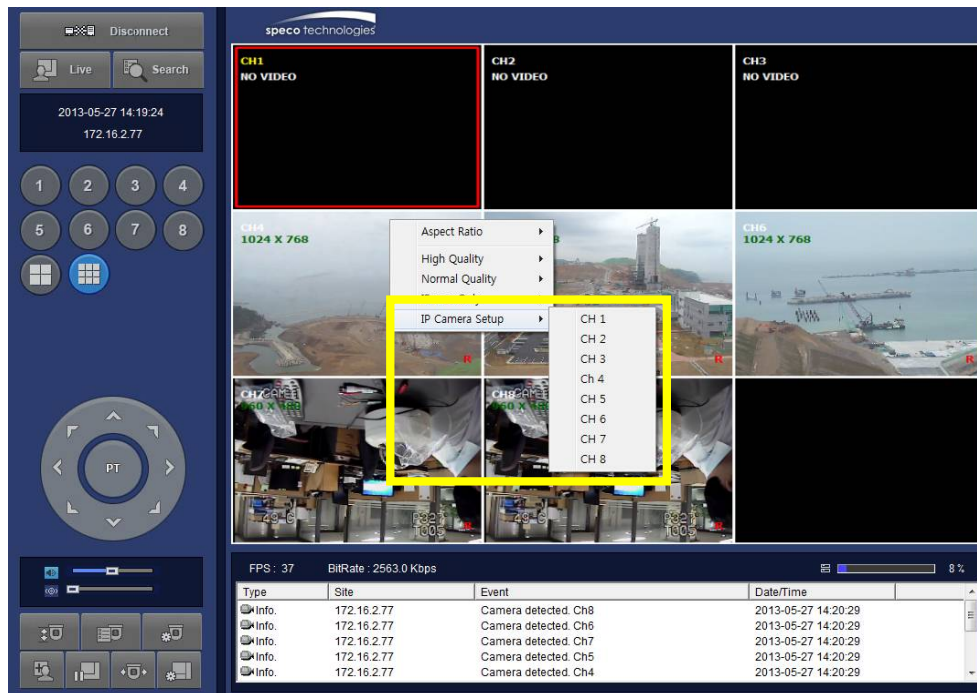 Disconnect
speco technologies
Live
Search
2013-05-27 14:19:24
172.16.2.77
1
2
3
4
5
6
7
8
PT
CH1
NO VIDEO
CH2
NO VIDEO
CH3
NO VIDEO
CH4
1024 X 768
CH6
1024 X 768
R
R
Aspect Ratio
High Quality
Normal Quality
IP Camera Setup
CH 1
CH 2
CH 3
Ch 4
CH 5
CH 6
CH 7
CH 8
CH7
CH8
FPS : 37
BitRate : 2563.0 Kbps
8 %
Type Site Event Date/Time
Info. 172.16.2.77 Camera detected. Ch8 2013-05-27 14:20:29
Info. 172.16.2.77 Camera detected. Ch6 2013-05-27 14:20:29
Info. 172.16.2.77 Camera detected. Ch7 2013-05-27 14:20:29
Info. 172.16.2.77 Camera detected. Ch5 2013-05-27 14:20:29
Info. 172.16.2.77 Camera detected. Ch4 2013-05-27 14:20:29